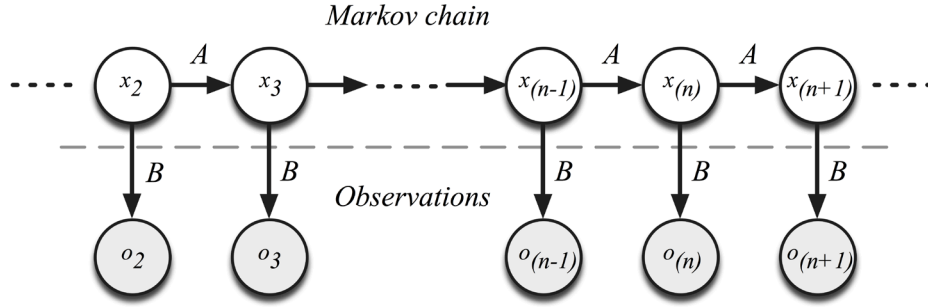 Markov chain
A A A
x2 x3 x(n-1) x(n) x(n+1)
B B B B B
Observations
o2 o3 o(n-1) o(n) o(n+1)